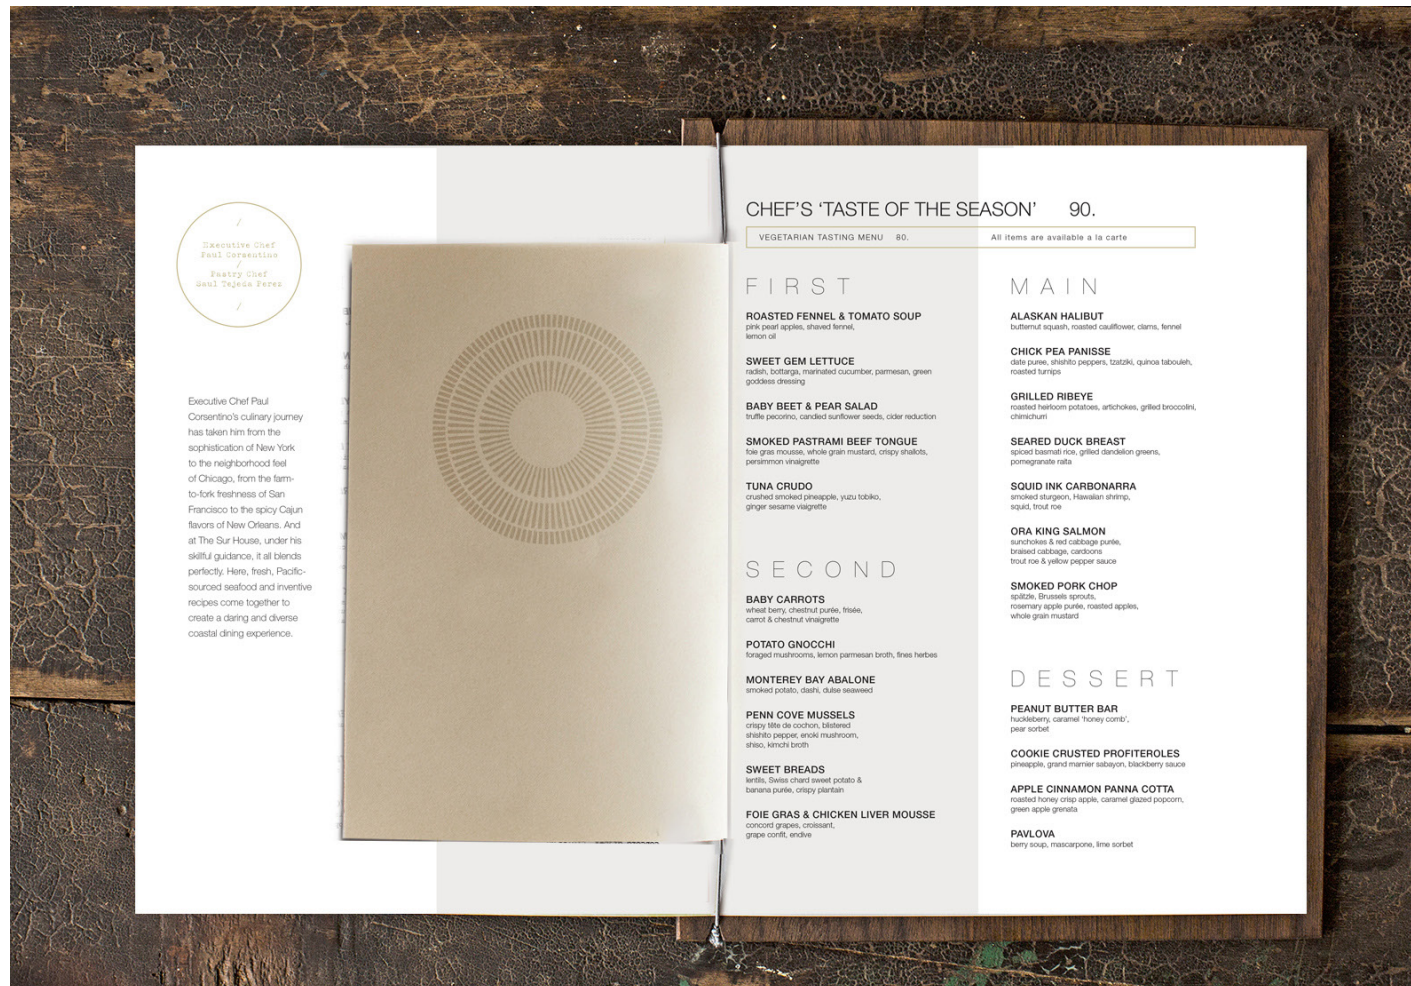 /
Executive Chef
Paul Corsentino
/
Pastry Chef
Saul Tejeda Perez
/
Executive Chef Paul
Corsentino's culinary journey
has taken him from the
sophistication of New York
to the neighborhood feel
of Chicago, from the farm-
to-fork freshness of San
Francisco to the spicy Cajun
flavors of New Orleans. And
at The Sur House, under his
skillful guidance, it all blends
perfectly. Here, fresh, Pacific-
sourced seafood and inventive
recipes come together to
create a daring and diverse
coastal dining experience.
CHEF'S 'TASTE OF THE SEASON' 90.
VEGETARIAN TASTING MENU 80. All items are available a la carte
FIRST
ROASTED FENNEL & TOMATO SOUP
pink pearl apples, shaved fennel,
lemon oil
SWEET GEM LETTUCE
radish, bottarga, marinated cucumber, parmesan, green
goddess dressing
BABY BEET & PEAR SALAD
truffle pecorino, candied sunflower seeds, cider reduction
SMOKED PASTRAMI BEEF TONGUE
foie gras mousse, whole grain mustard, crispy shallots,
persimmon vinaigrette
TUNA CRUDO
crushed smoked pineapple, yuzu tobiko,
ginger sesame viaigrette
SECOND
BABY CARROTS
wheat berry, chestnut purée, frisée,
carrot & chestnut vinaigrette
POTATO GNOCCHI
foraged mushrooms, lemon parmesan broth, fines herbes
MONTEREY BAY ABALONE
smoked potato, dashi, dulse seaweed
PENN COVE MUSSELS
crispy tête de cochon, blistered
shishito pepper, enoki mushroom,
shiso, kimchi broth
SWEET BREADS
lentils, Swiss chard sweet potato &
banana purée, crispy plantain
FOIE GRAS & CHICKEN LIVER MOUSSE
concord grapes, croissant,
grape confit, endive
MAIN
ALASKAN HALIBUT
butternut squash, roasted cauliflower, clams, fennel
CHICK PEA PANISSE
date puree, shishito peppers, tzatziki, quinoa tabouleh,
roasted turnips
GRILLED RIBEYE
roasted heirloom potatoes, artichokes, grilled broccolini,
chimichurri
SEARED DUCK BREAST
spiced basmati rice, grilled dandelion greens,
pomegranate raita
SQUID INK CARBONARRA
smoked sturgeon, Hawaiian shrimp,
squid, trout roe
ORA KING SALMON
sunchokes & red cabbage purée,
braised cabbage, cardoons
trout roe & yellow pepper sauce
SMOKED PORK CHOP
spätzle, Brussels sprouts,
rosemary apple purée, roasted apples,
whole grain mustard
DESSERT
PEANUT BUTTER BAR
huckleberry, caramel 'honey comb',
pear sorbet
COOKIE CRUSTED PROFITEROLES
pineapple, grand marnier sabayon, blackberry sauce
APPLE CINNAMON PANNA COTTA
roasted honey crisp apple, caramel glazed popcorn,
green apple grenata
PAVLOVA
berry soup, mascarpone, lime sorbet